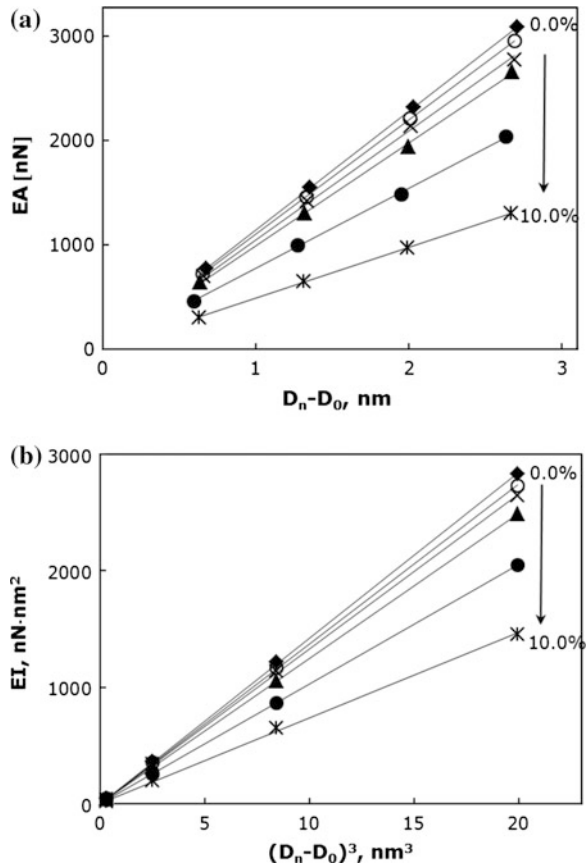 (a)
3000
2000
1000
0
EA [nN]
0.0%
10.0%
0 1 2 3
Dₙ-D₀, nm
(b)
3000
2000
1000
0
EI, nN·nm²
0.0%
10.0%
0 5 10 15 20
(Dₙ-D₀)³, nm³